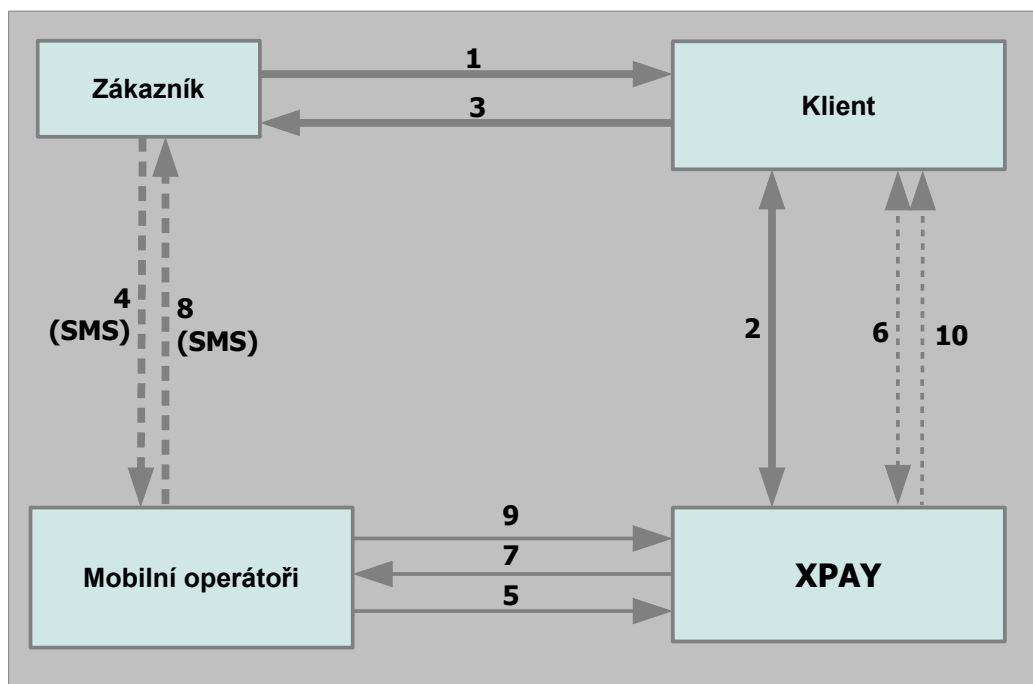 1
Zákazník
Klient
3
4
(SMS)
8
(SMS)
2
6
10
9
7
Mobilní operátoři
XPAY
5